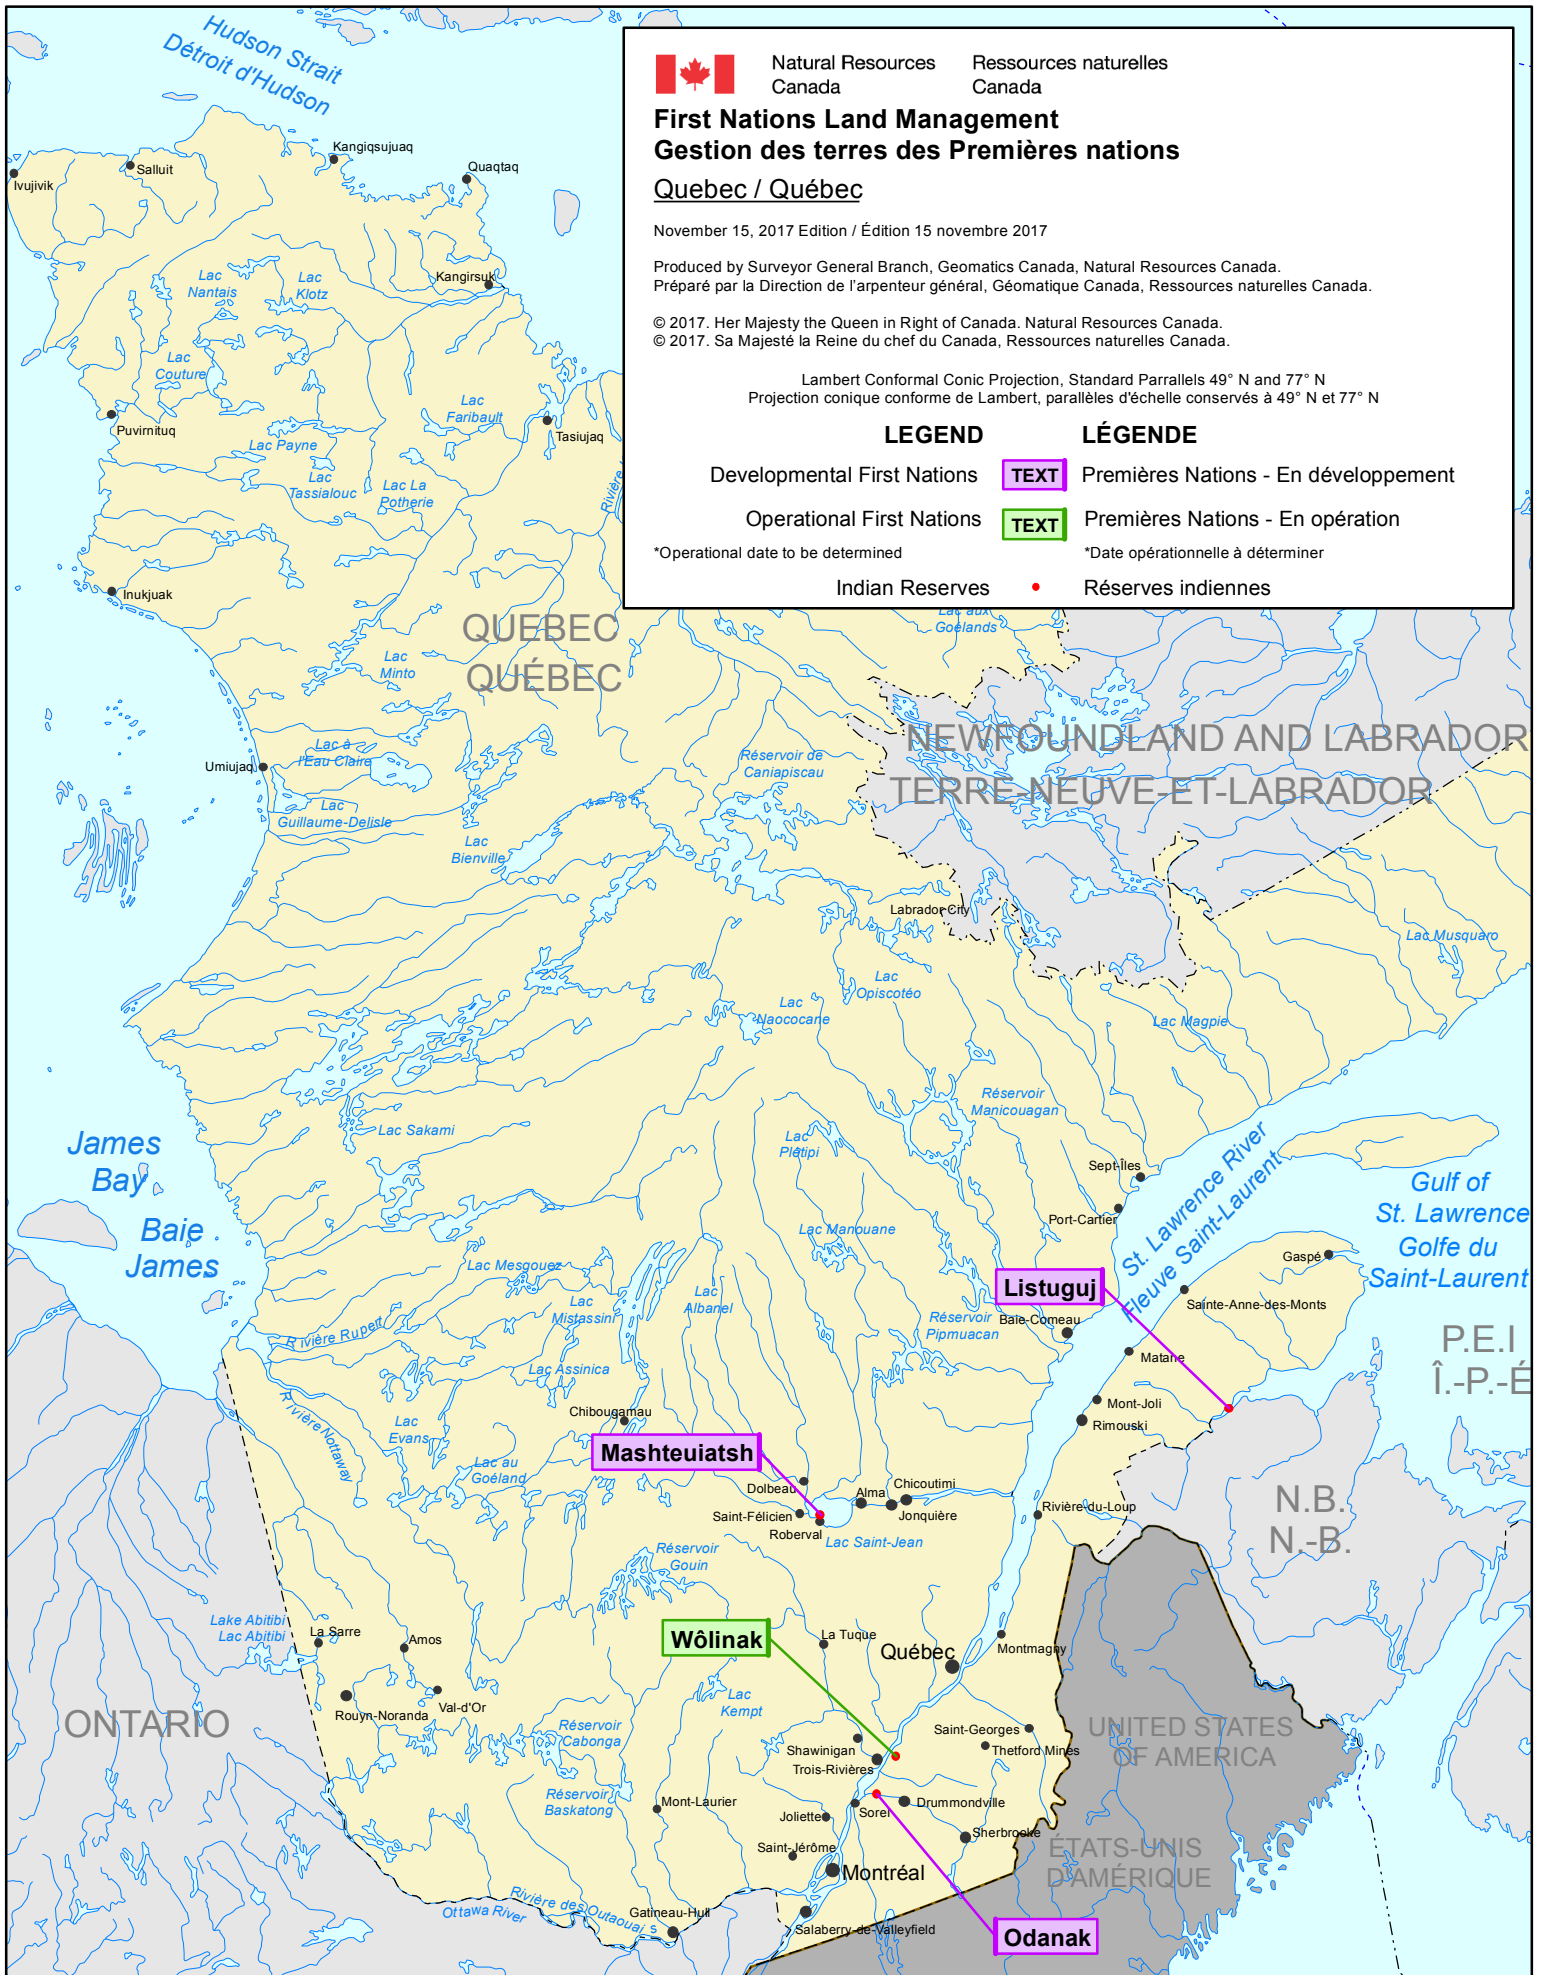 Hudson Strait
Détroit d'Hudson
Natural Resources
Canada
Ressources naturelles
Canada
First Nations Land Management
Gestion des terres des Premières nations
Quebec / Québec
November 15, 2017 Edition / Édition 15 novembre 2017
Produced by Surveyor General Branch, Geomatics Canada, Natural Resources Canada.
Préparé par la Direction de l'arpenteur général, Géomatique Canada, Ressources naturelles Canada.
© 2017. Her Majesty the Queen in Right of Canada. Natural Resources Canada.
© 2017. Sa Majesté la Reine du chef du Canada, Ressources naturelles Canada.
Lambert Conformal Conic Projection, Standard Parrallels 49° N and 77° N
Projection conique conforme de Lambert, parallèles d'échelle conservés à 49° N et 77° N
LEGEND
LÉGENDE
Developmental First Nations
TEXT
Premières Nations - En développement
Operational First Nations
TEXT
Premières Nations - En opération
*Operational date to be determined
*Date opérationnelle à déterminer
Indian Reserves
Réserves indiennes
Ivujivik
Salluit
Kangiqsujuaq
Quaqtaq
Kangirsuk
Lac
Nantais
Lac
Klotz
Lac
Couture
Lac
Faribault
Puvirnituq
Tasiujaq
Lac Payne
Lac
Tassialouc
Lac La
Potherie
Rivière
Inukjuak
QUEBEC
QUÉBEC
Lac aux
Goélands
Lac
Minto
NEWFOUNDLAND AND LABRADOR
TERRE-NEUVE-ET-LABRADOR
Lac à
l'Eau Claire
Umiujaq
Réservoir de
Caniapiscau
Lac
Guillaume-Delisle
Lac
Bienville
Labrador City
Lac Musquaro
Lac
Opiscotéo
Lac
Naococane
Lac Magpie
Réservoir
Manicouagan
Lac Sakami
Lac
Plétipi
James
Bay
Baie
James
Sept-Îles
Port-Cartier
St. Lawrence River
Fleuve Saint-Laurent
Gulf of
St. Lawrence
Golfe du
Saint-Laurent
Lac Manouane
Gaspé
Lac Mesgouez
Lac
Albanel
Lac
Mistassini
Listuguj
Sainte-Anne-des-Monts
Réservoir
Pipmuacan
Baie-Comeau
Rivière Rupert
Matane
P.E.I
Î.-P.-É
Lac Assinica
Rivière Nottaway
Mont-Joli
Rimouski
Chibougamau
Lac
Evans
Mashteuiatsh
Lac au
Goéland
Dolbeau
Alma
Chicoutimi
Jonquière
Saint-Félicien
Roberval
Lac Saint-Jean
Rivière-du-Loup
N.B.
N.-B.
Réservoir
Gouin
Lake Abitibi
Lac Abitibi
La Sarre
Amos
Wôlinak
La Tuque
Québec
Montmagny
ONTARIO
Rouyn-Noranda
Val-d'Or
Lac
Kempt
Réservoir
Cabonga
Saint-Georges
Thetford Mines
UNITED STATES
OF AMERICA
Shawinigan
Trois-Rivières
Réservoir
Baskatong
Mont-Laurier
Joliette
Sorel
Drummondville
Sherbrooke
Saint-Jérôme
Montréal
ÉTATS-UNIS
D'AMÉRIQUE
Rivière des Outaouais
Ottawa River
Gatineau-Hull
Salaberry-de-Valleyfield
Odanak